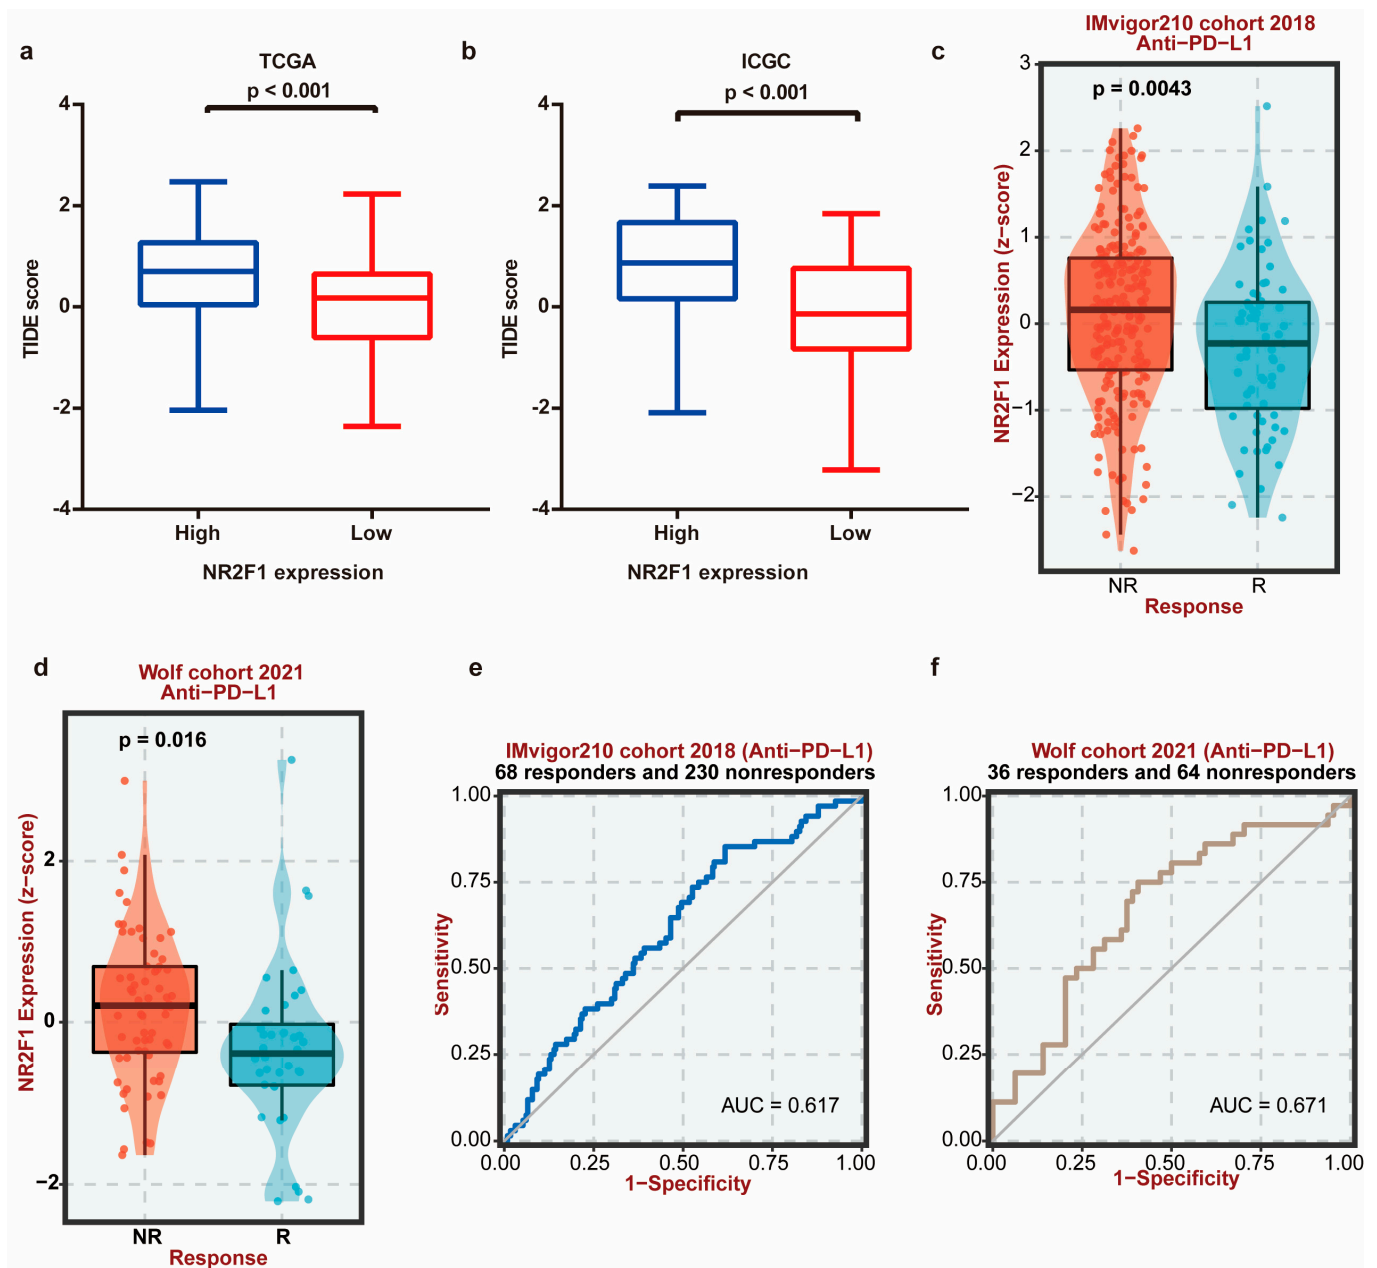 a
TCGA
p < 0.001
4
2
0
-2
-4
TIDE score
High
Low
NR2F1 expression
b
ICGC
p < 0.001
4
2
0
-2
-4
TIDE score
High
Low
NR2F1 expression
c
IMvigor210 cohort 2018
Anti−PD−L1
p = 0.0043
3
2
1
0
−1
−2
NR2F1 Expression (z−score)
NR
R
Response
d
Wolf cohort 2021
Anti−PD−L1
p = 0.016
2
0
−2
NR2F1 Expression (z−score)
NR
R
Response
e
IMvigor210 cohort 2018 (Anti−PD−L1)
68 responders and 230 nonresponders
1.00
0.75
0.50
0.25
0.00
Sensitivity
AUC = 0.617
0.00
0.25
0.50
0.75
1.00
1−Specificity
f
Wolf cohort 2021 (Anti−PD−L1)
36 responders and 64 nonresponders
1.00
0.75
0.50
0.25
0.00
Sensitivity
AUC = 0.671
0.00
0.25
0.50
0.75
1.00
1−Specificity